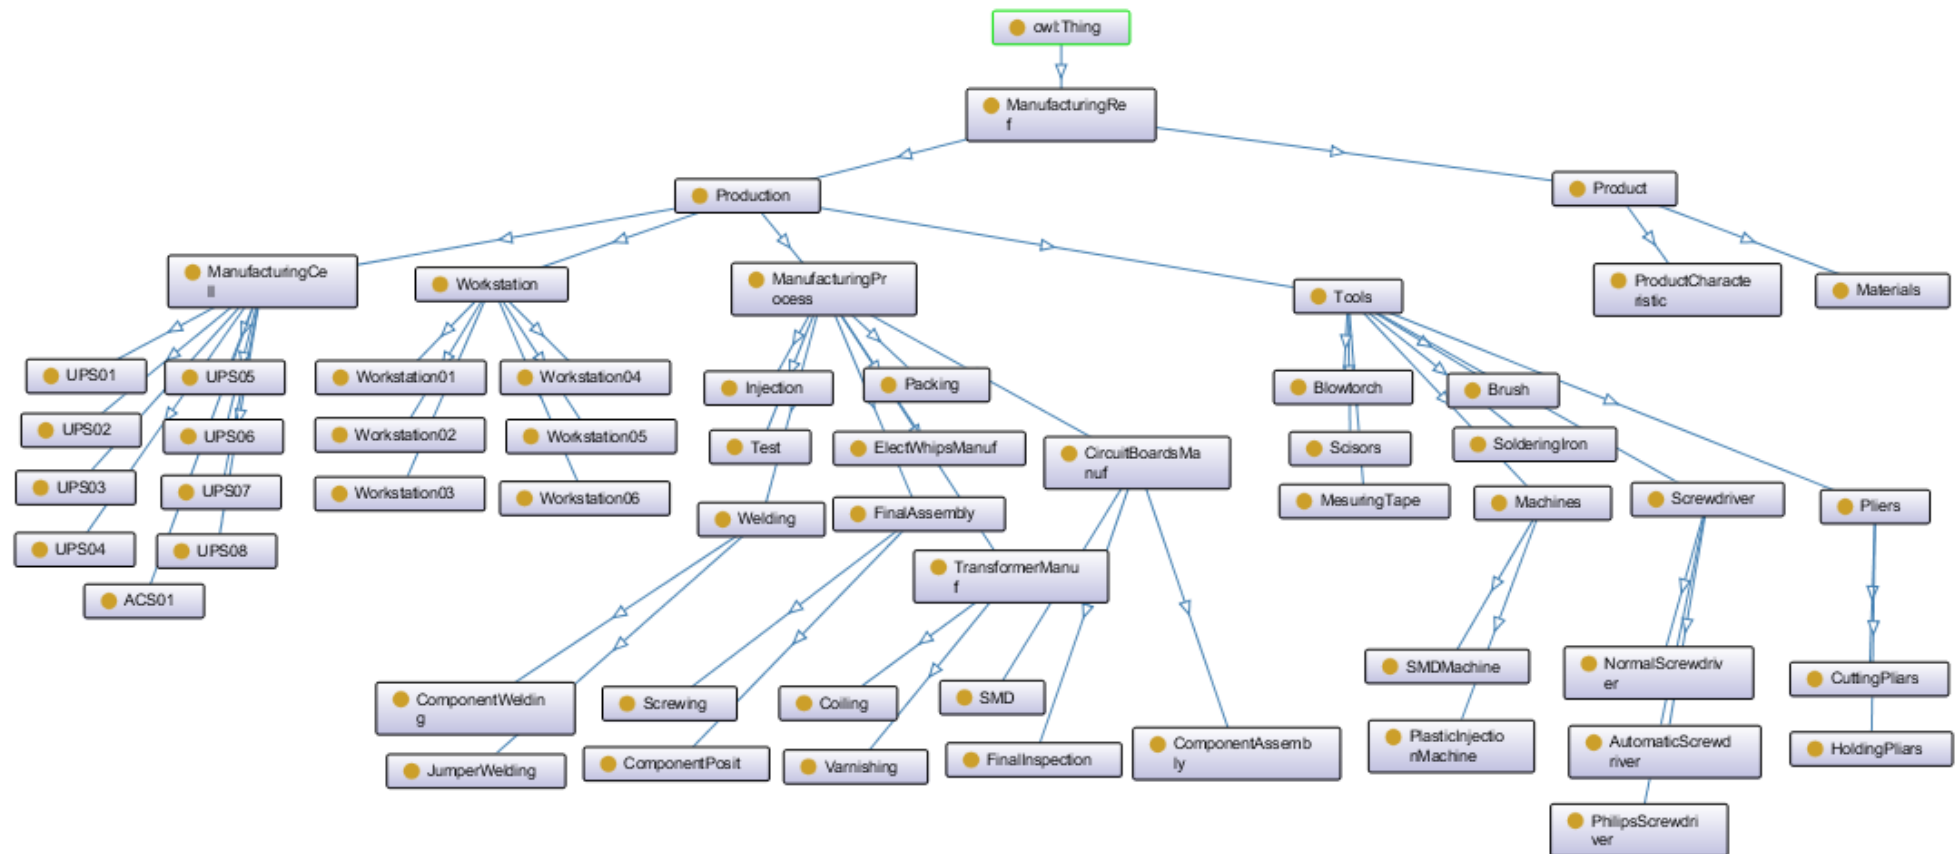 owl:Thing
ManufacturingRe
f
Production
Product
ManufacturingCe
ll
Workstation
ManufacturingPr
ocess
Tools
ProductCharacte
ristic
Materials
UPS01
UPS05
Workstation01
Workstation04
Injection
Packing
Blowtorch
Brush
UPS02
UPS06
Workstation02
Workstation05
Test
ElectWhipsManuf
CircuitBoardsMa
nuf
Scisors
SolderingIron
UPS03
UPS07
Workstation03
Workstation06
Welding
FinalAssembly
MesuringTape
Machines
Screwdriver
Pliers
UPS04
UPS08
TransformerManu
f
ACS01
ComponentWeldin
g
Screwing
Coiling
SMD
SMDMachine
NormalScrewdriv
er
CuttingPliars
JumperWelding
ComponentPosit
Varnishing
FinalInspection
ComponentAssemb
ly
PlasticInjectio
nMachine
AutomaticScrewd
river
HoldingPliars
PhilipsScrewdri
ver